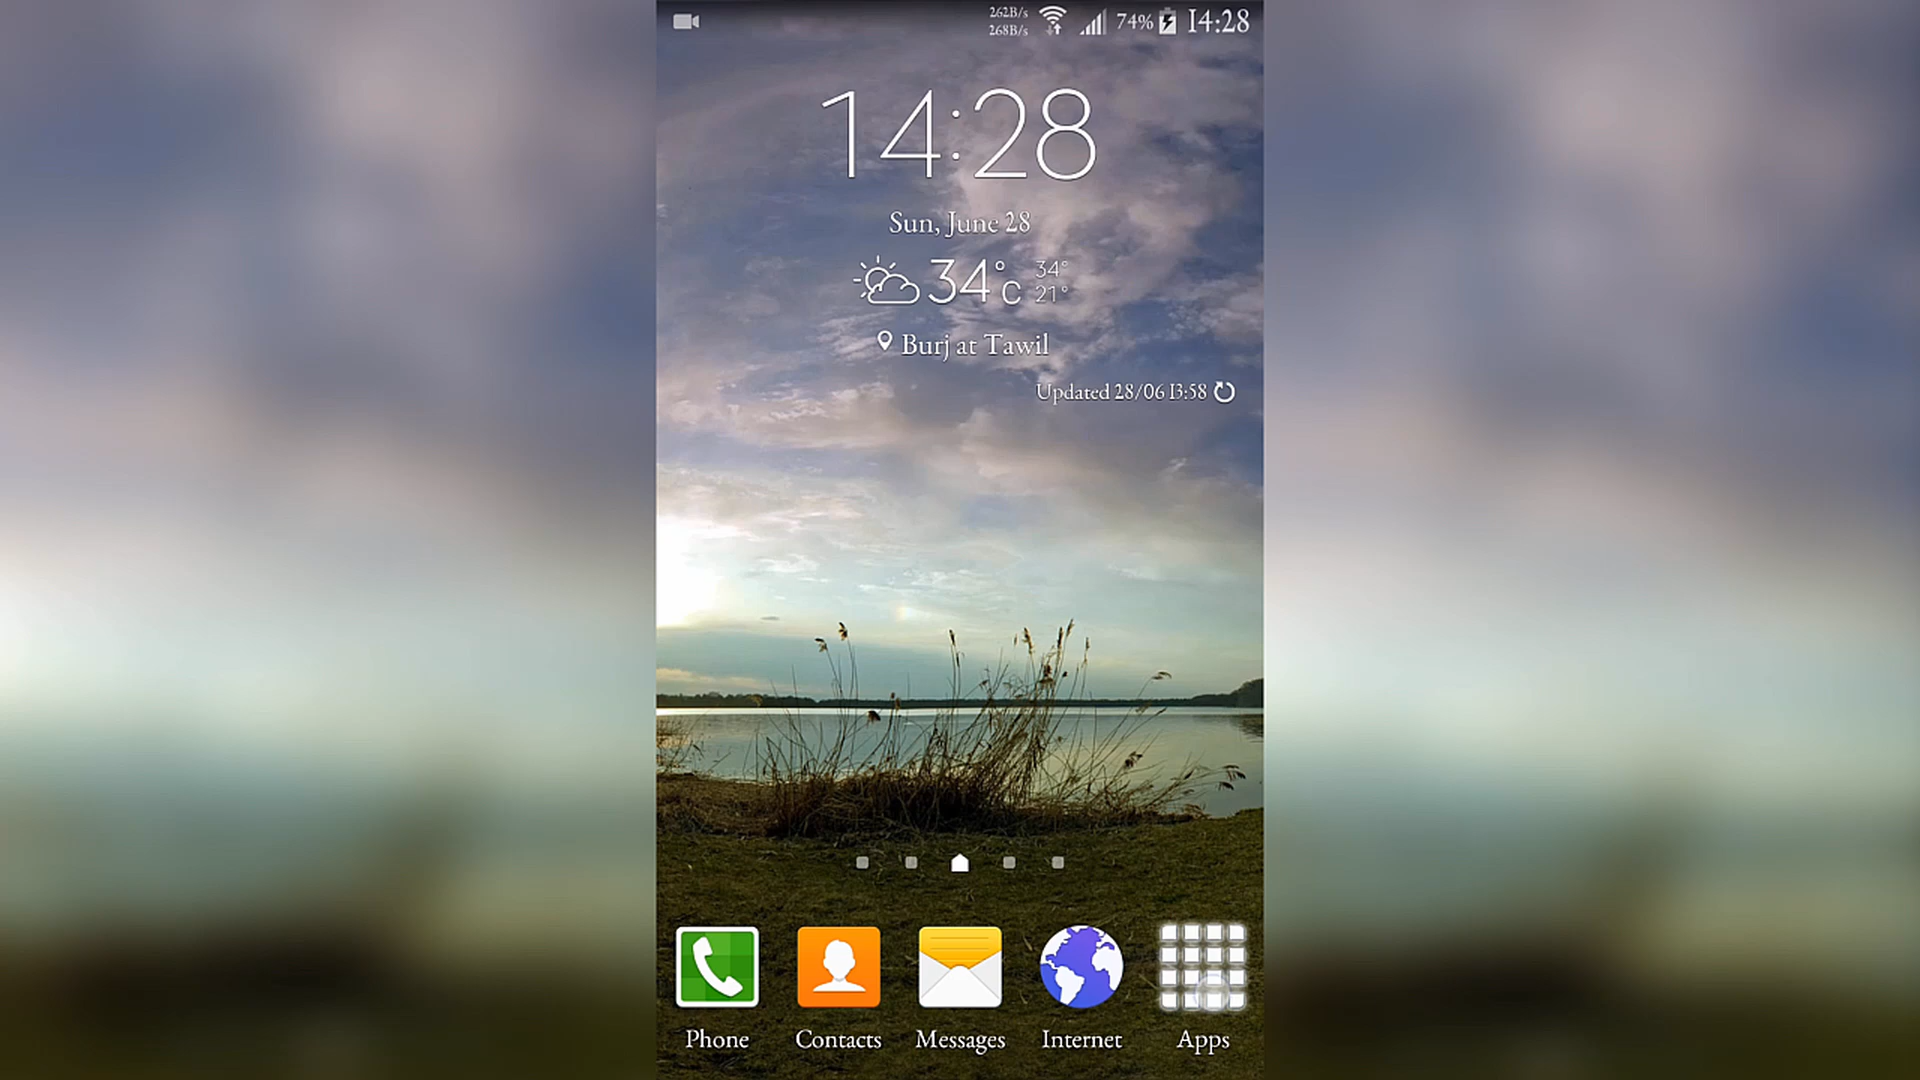 262B/s
268B/s
74%
14:28
14:28
Sun, June 28
34°C
34°
21°
Burj at Tawil
Updated 28/06 13:58
Phone
Contacts
Messages
Internet
Apps